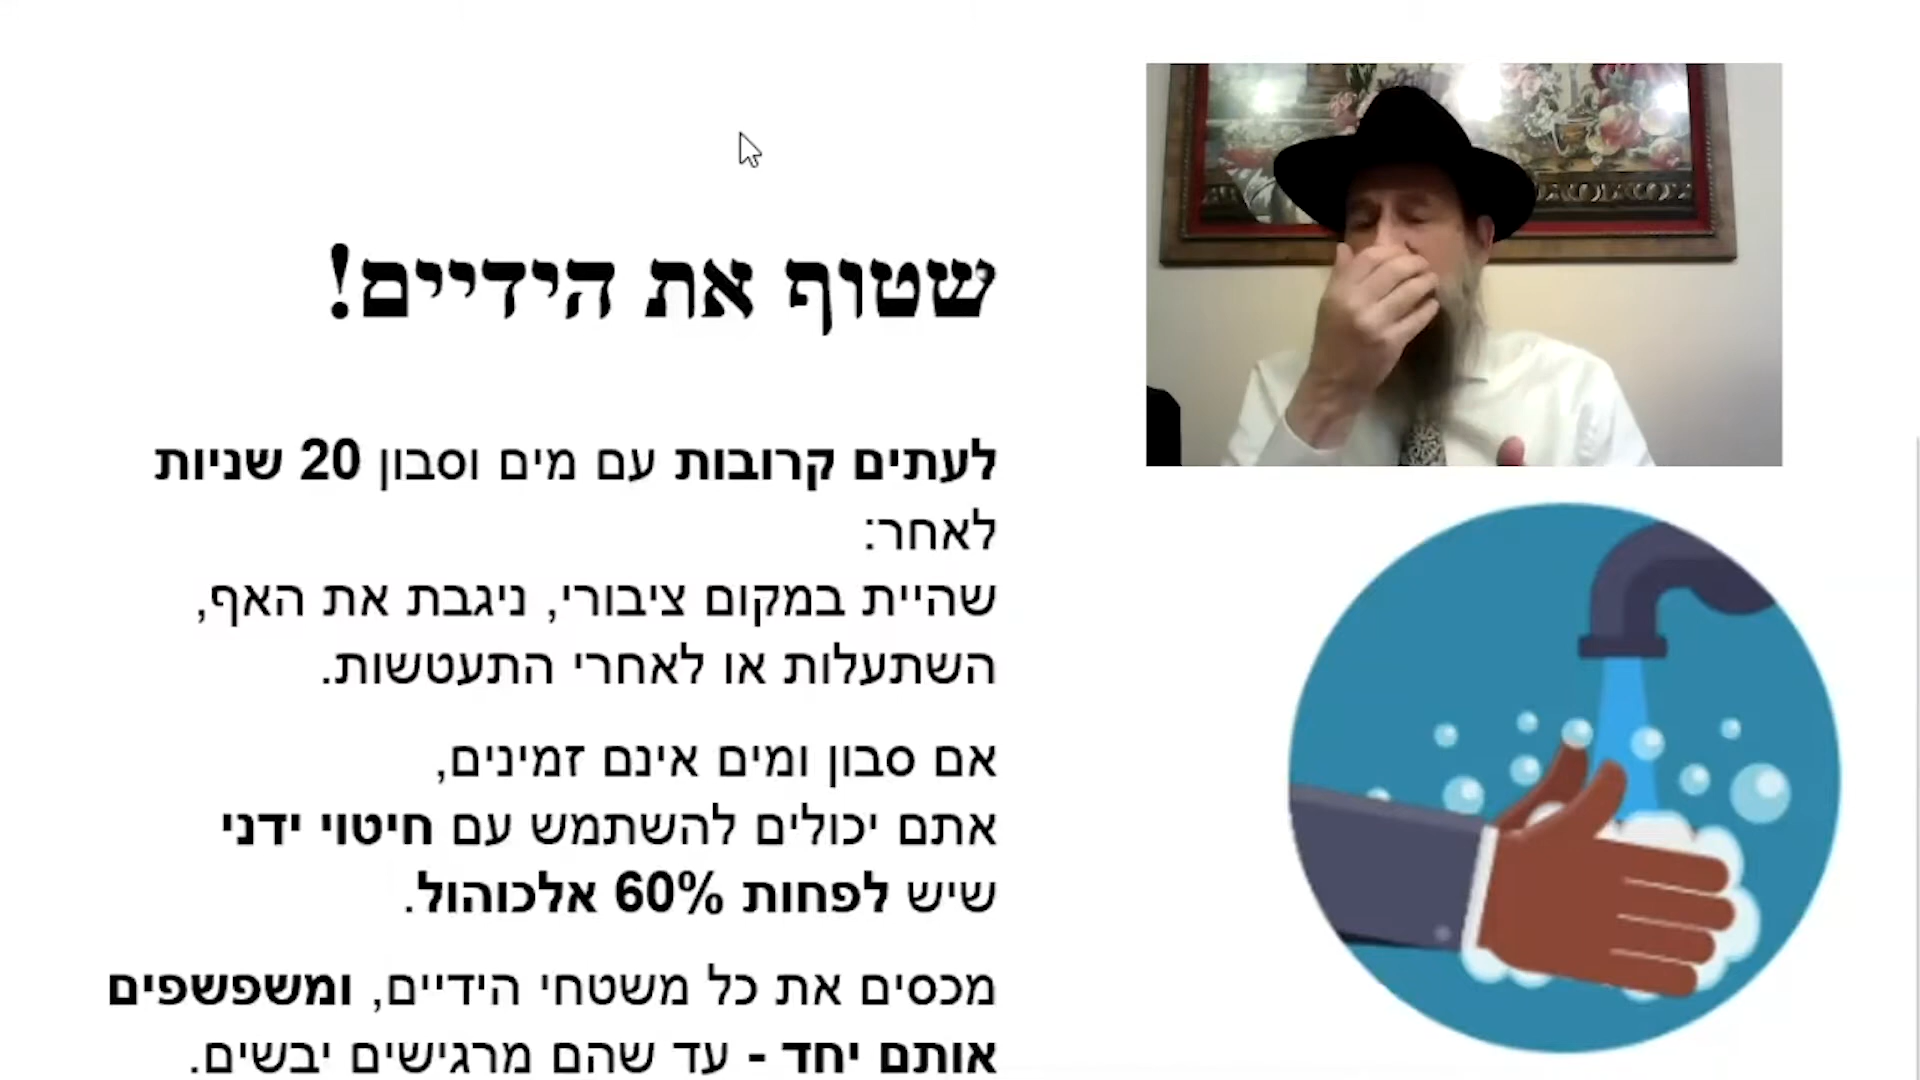 שטוף את הידיים!
לעתים קרובות עם מים וסבון 20 שניות
לאחר:
שהיית במקום ציבורי, ניגבת את האף,
השתעלות או לאחרי התעטשות.
אם סבון ומים אינם זמינים,
אתם יכולים להשתמש עם חיטוי ידני
שיש לפחות 60% אלכוהול.
מכסים את כל משטחי הידיים, ומשפשפים
אותם יחד - עד שהם מרגישים יבשים.